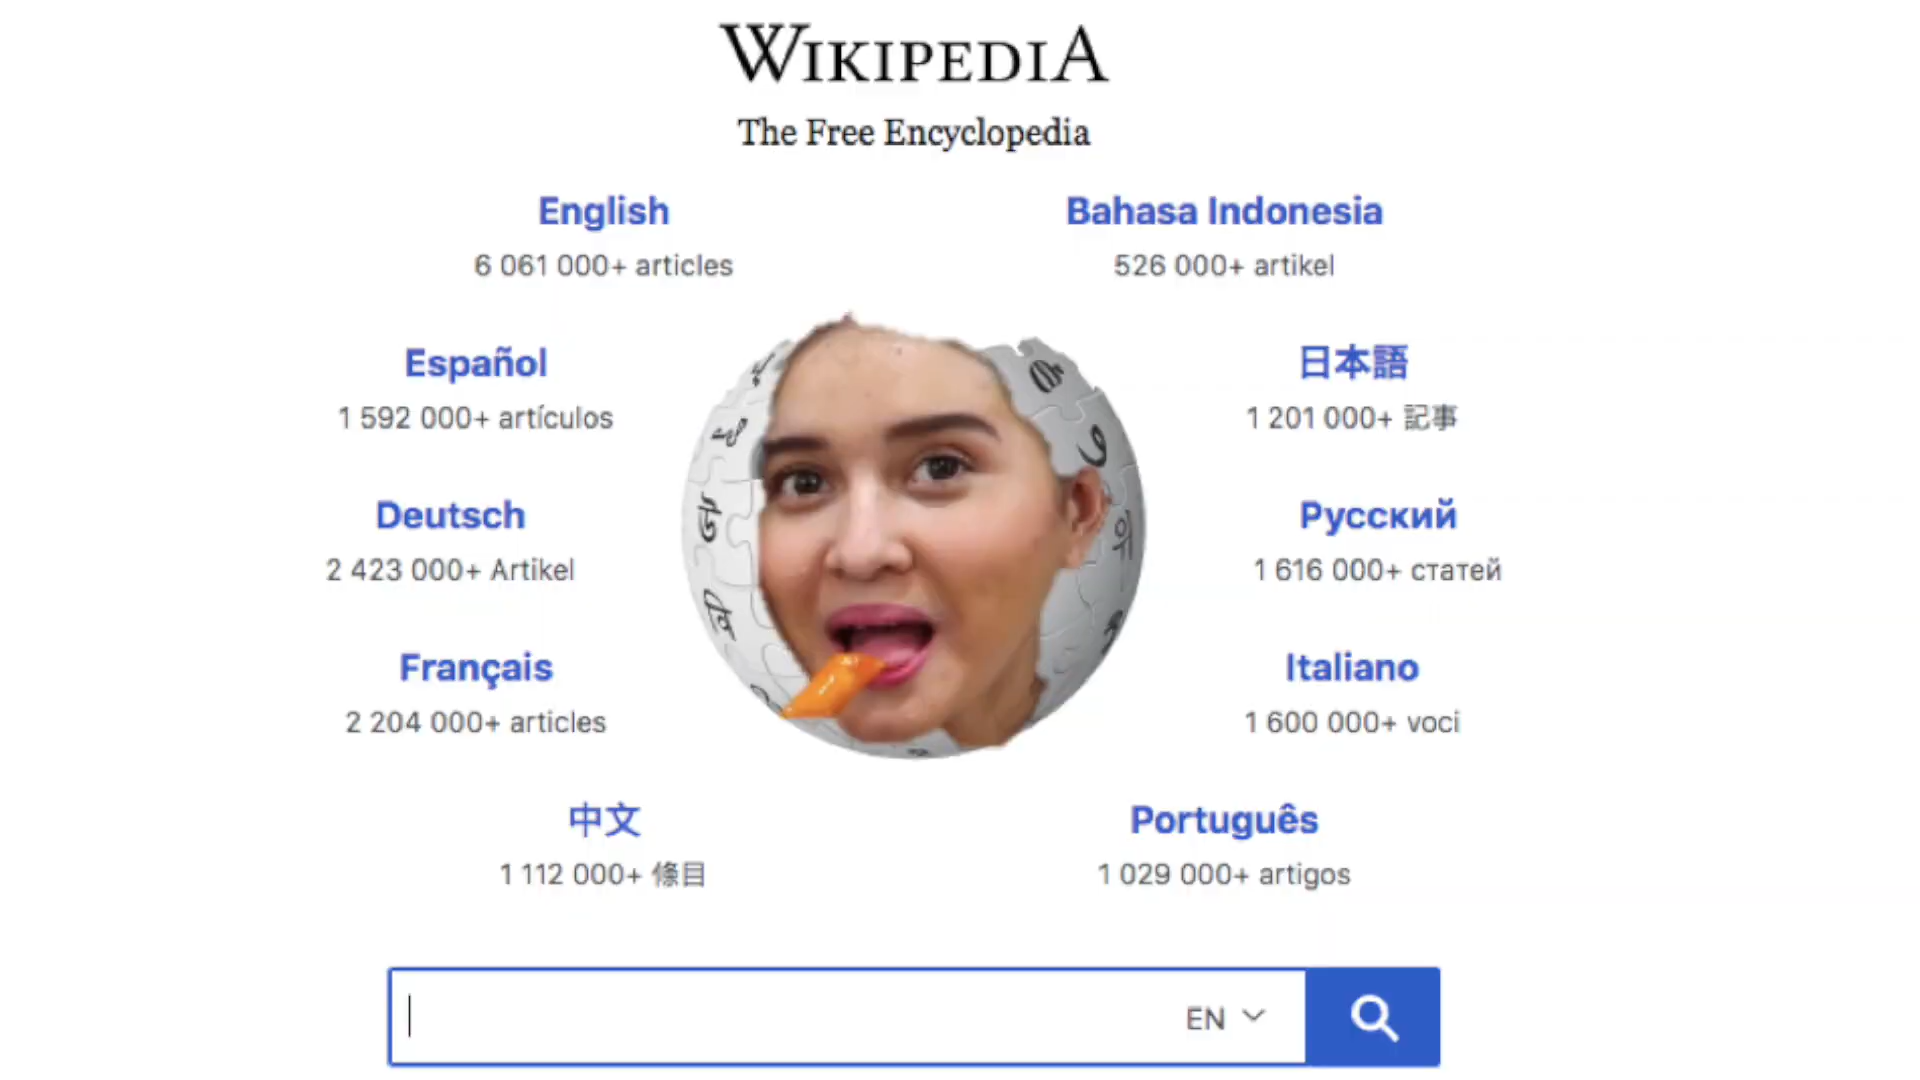 WIKIPEDIA
The Free Encyclopedia
English
6 061 000+ articles
Bahasa Indonesia
526 000+ artikel
Español
1 592 000+ artículos
日本語
1 201 000+ 記事
Deutsch
2 423 000+ Artikel
Русский
1 616 000+ статей
Français
2 204 000+ articles
Italiano
1 600 000+ voci
中文
1 112 000+ 條目
Português
1 029 000+ artigos
EN